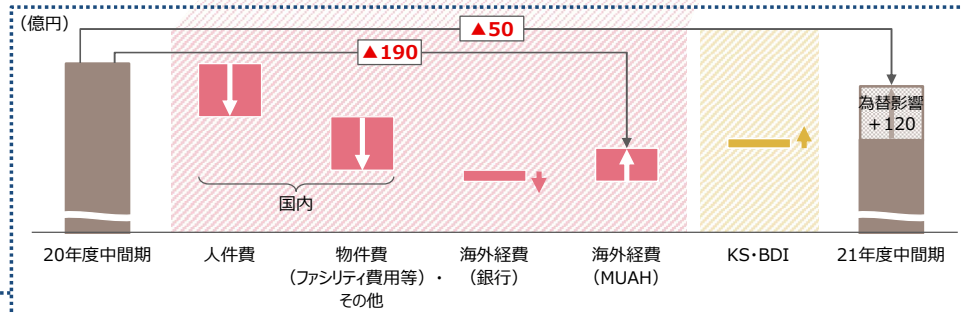 （億円）
▲50
▲190
為替影響
＋120
国内
20年度中間期
人件費
物件費
（ファシリティ費用等）・
その他
海外経費
（銀行）
海外経費
（MUAH）
KS・BDI
21年度中間期